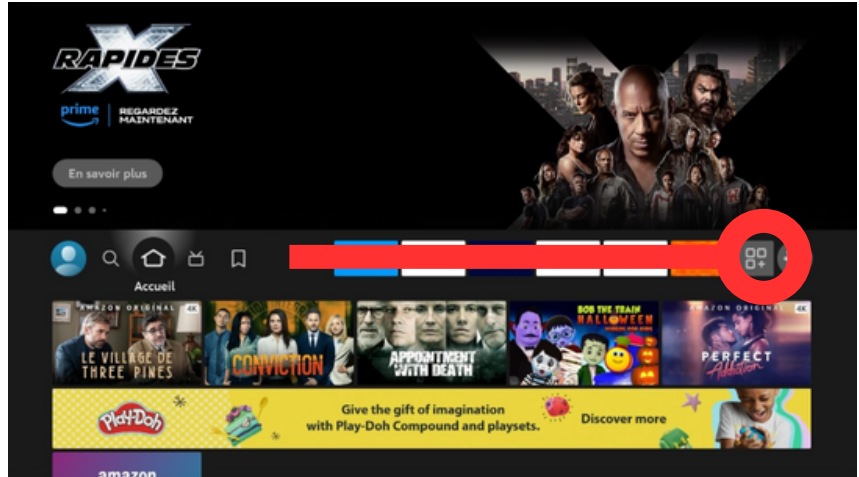 RAPIDES
X
prime
REGARDEZ
MAINTENANT
En savoir plus
Accueil
AMAZON ORIGINAL
4K
LE VILLAGE DE
THREE PINES
CONVICTION
APPOINTMENT
WITH DEATH
BOB THE TRAIN
HALLOWEEN
AMAZON ORIGINAL
4K
PERFECT
Addiction
Play-Doh
Give the gift of imagination
with Play-Doh Compound and playsets.
Discover more
amazon